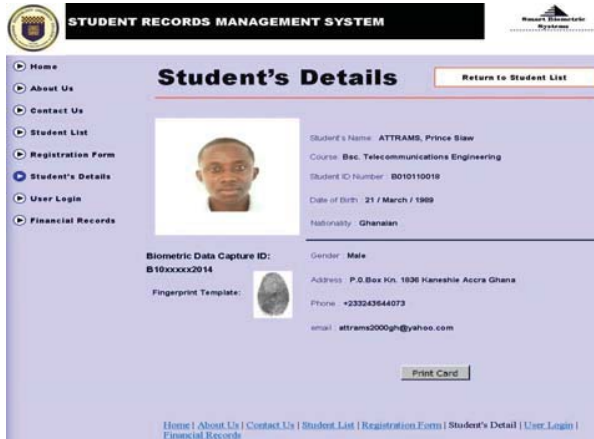 STUDENT RECORDS MANAGEMENT SYSTEM
Smart Biometric
Systems
Home
About Us
Contact Us
Student List
Registration Form
Student's Details
User Login
Financial Records
Student's Details
Return to Student List
Student's Name: ATTRAMS, Prince Siaw
Course: Bsc. Telecommunications Engineering
Student ID Number : B010110019
Date of Birth : 21 / March / 1989
Nationality : Ghanaian
Biometric Data Capture ID:
B10xxxxx2014
Fingerprint Template:
Gender : Male
Address : P.O.Box Kn. 1836 Kaneshie Accra Ghana
Phone : +233243644073
email : attrams2000gh@yahoo.com
Print Card
Home | About Us | Contact Us | Student List | Registration Form | Student's Detail | User Login |
Financial Records